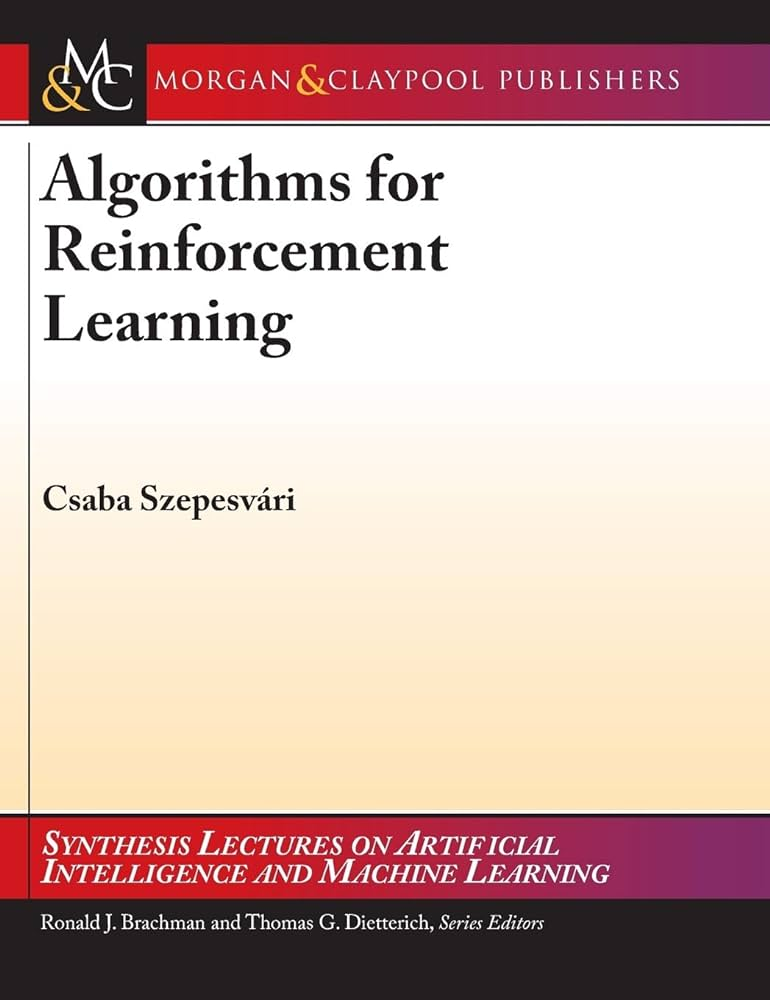 M&C MORGAN&CLAYPOOL PUBLISHERS
Algorithms for
Reinforcement
Learning
Csaba Szepesvári
SYNTHESIS LECTURES ON ARTIFICIAL
INTELLIGENCE AND MACHINE LEARNING
Ronald J. Brachman and Thomas G. Dietterich, Series Editors